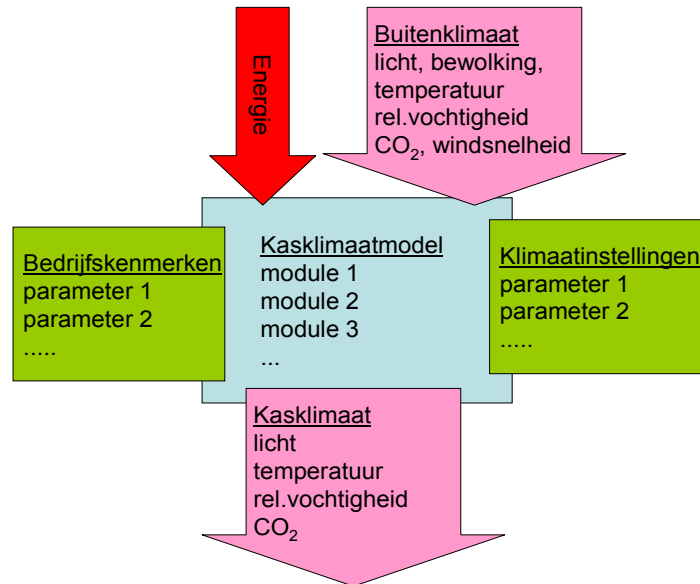 Energie
Buitenklimaat
licht, bewolking,
temperatuur
rel.vochtigheid
CO₂, windsnelheid
Bedrijfskenmerken
parameter 1
parameter 2
.....
Kasklimaatmodel
module 1
module 2
module 3
...
Klimaatinstellingen
parameter 1
parameter 2
.....
Kasklimaat
licht
temperatuur
rel.vochtigheid
CO₂